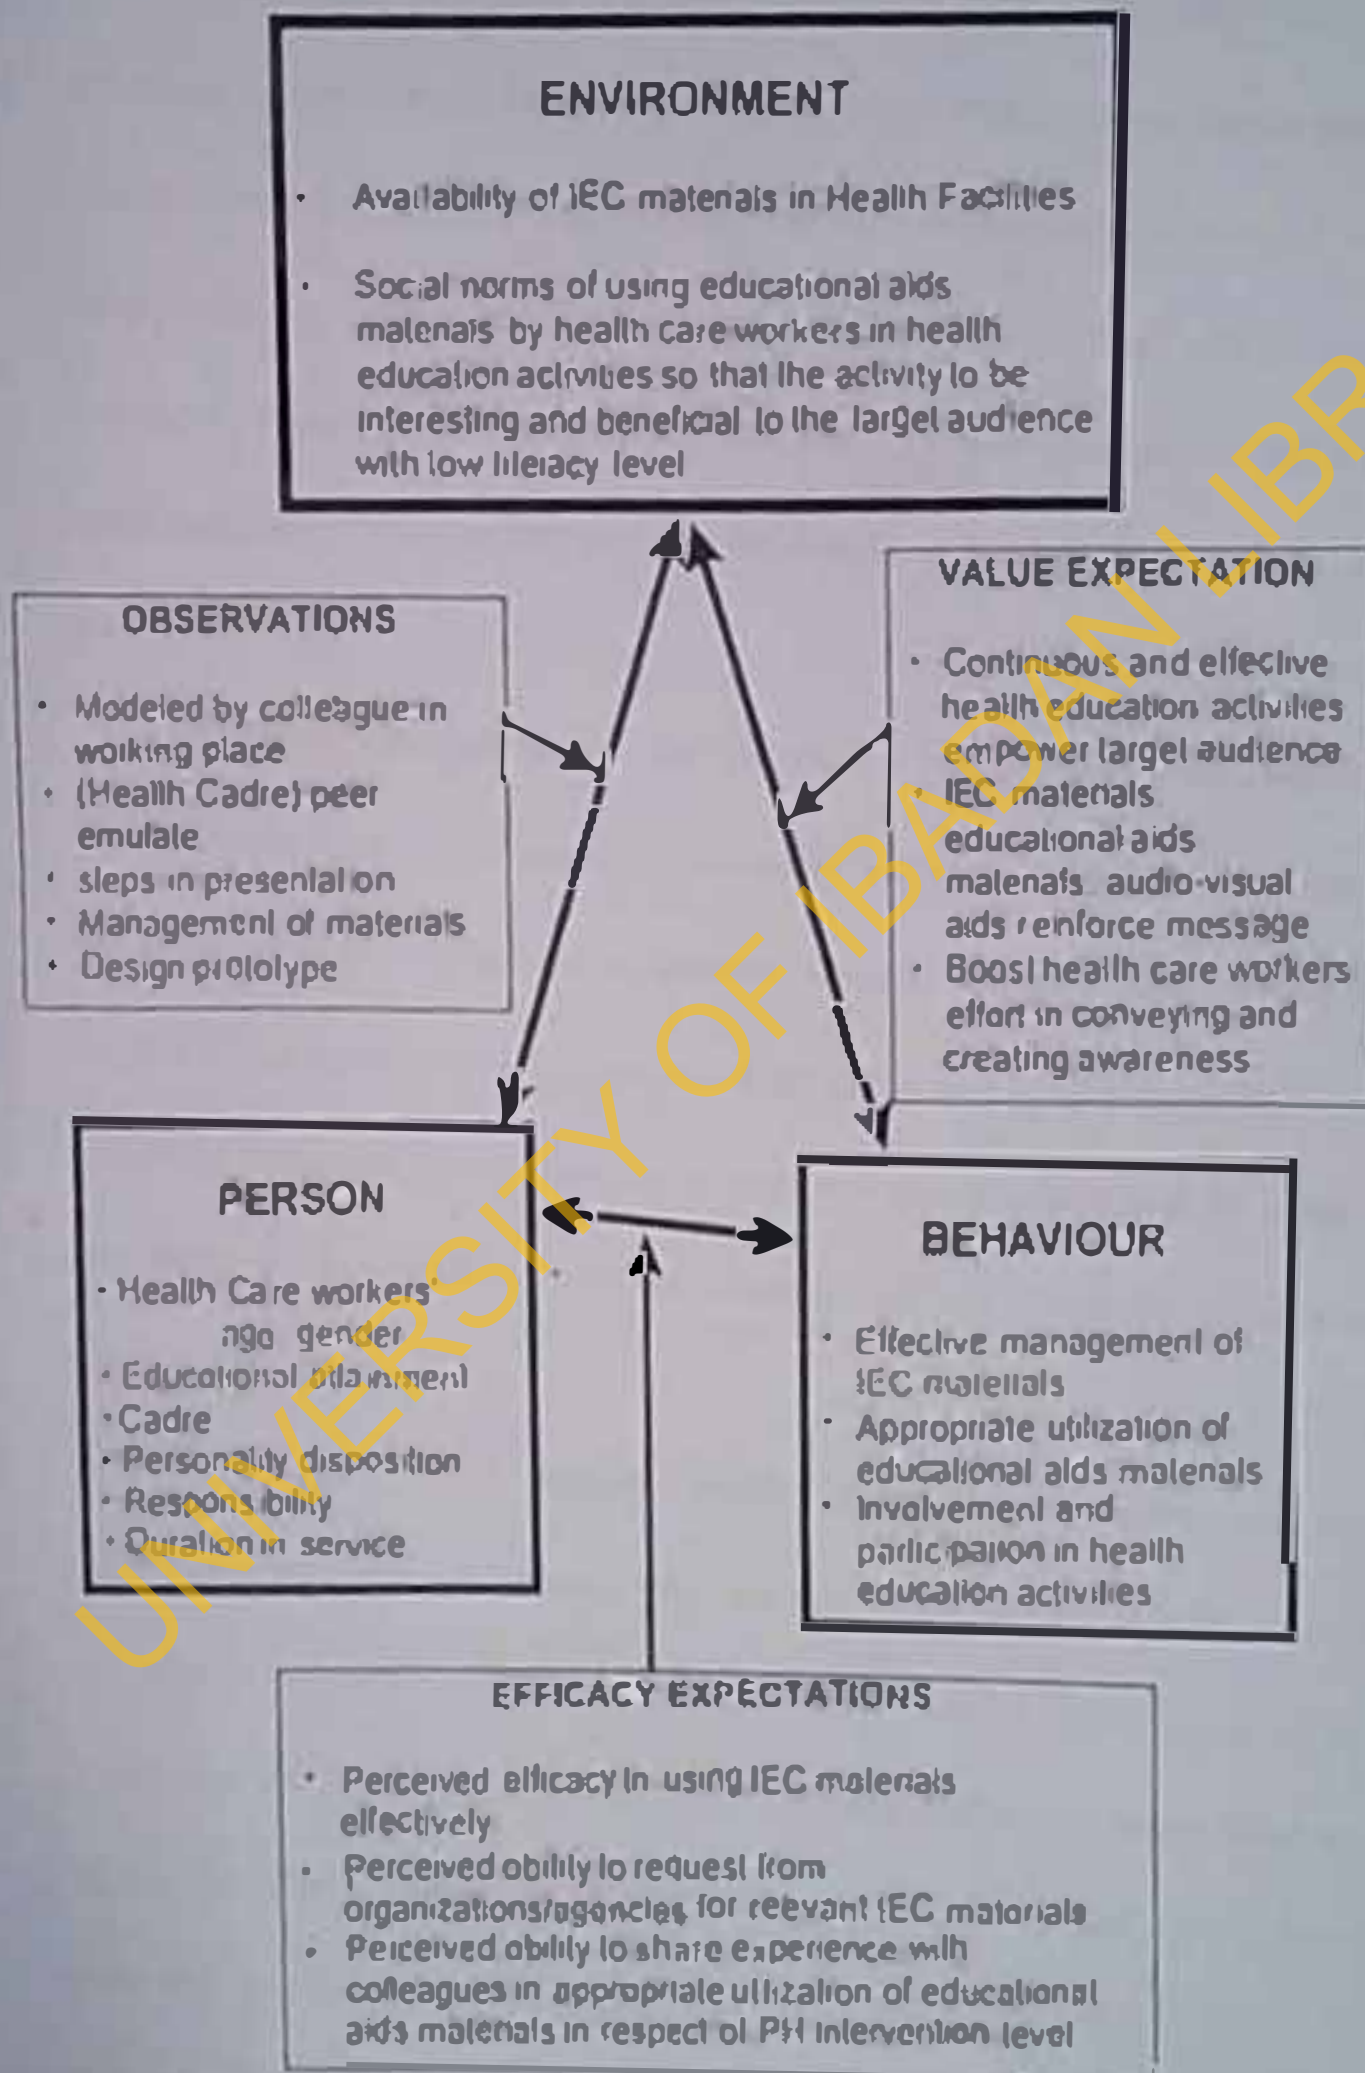 ENVIRONMENT
• Availability of IEC materials in Health Facilities
• Social norms of using educational aids
materials by health care workers in health
education activities so that the activity to be
interesting and beneficial to the target audience
with low literacy level
OBSERVATIONS
• Modeled by colleague in
working place
• (Health Cadre) peer
emulate
• steps in presentation
• Management of materials
• Design prototype
VALUE EXPECTATION
• Continuous and effective
health education activities
empower target audience
• IEC materials
educational aids
materials audio-visual
aids reinforce message
• Boost health care workers
effort in conveying and
creating awareness
PERSON
• Health Care workers'
gender
• Educational attainment
• Cadre
• Personality disposition
• Responsibility
• Duration in service
BEHAVIOUR
• Effective management of
IEC materials
• Appropriate utilization of
educational aids materials
• Involvement and
participation in health
education activities
EFFICACY EXPECTATIONS
• Perceived efficacy in using IEC materials
effectively
• Perceived ability to request from
organizations/agencies for relevant IEC materials
• Perceived ability to share experience with
colleagues in appropriate utilization of educational
aids materials in respect of PH intervention level
UNIVERSITY OF IBADAN LIBR